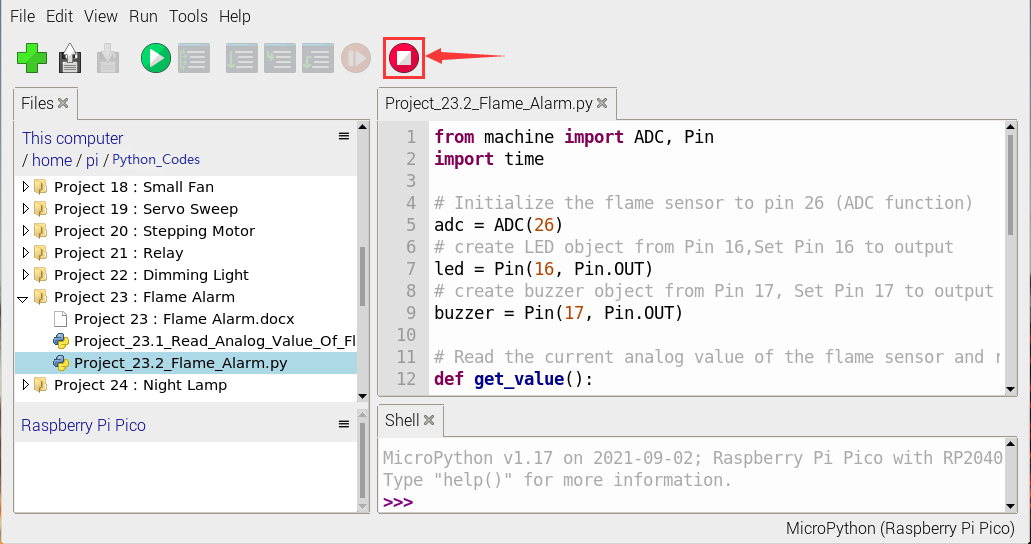 File Edit View Run Tools Help
Files
This computer
/ home / pi / Python_Codes
Project 18 : Small Fan
Project 19 : Servo Sweep
Project 20 : Stepping Motor
Project 21 : Relay
Project 22 : Dimming Light
Project 23 : Flame Alarm
Project 23 : Flame Alarm.docx
Project_23.1_Read_Analog_Value_Of_Fl
Project_23.2_Flame_Alarm.py
Project 24 : Night Lamp
Raspberry Pi Pico
Project_23.2_Flame_Alarm.py
1 from machine import ADC, Pin
2 import time
3
4 # Initialize the flame sensor to pin 26 (ADC function)
5 adc = ADC(26)
6 # create LED object from Pin 16,Set Pin 16 to output
7 led = Pin(16, Pin.OUT)
8 # create buzzer object from Pin 17, Set Pin 17 to output
9 buzzer = Pin(17, Pin.OUT)
10
11 # Read the current analog value of the flame sensor and r
12 def get_value():
Shell
MicroPython v1.17 on 2021-09-02; Raspberry Pi Pico with RP2040
Type "help()" for more information.
>>>
MicroPython (Raspberry Pi Pico)